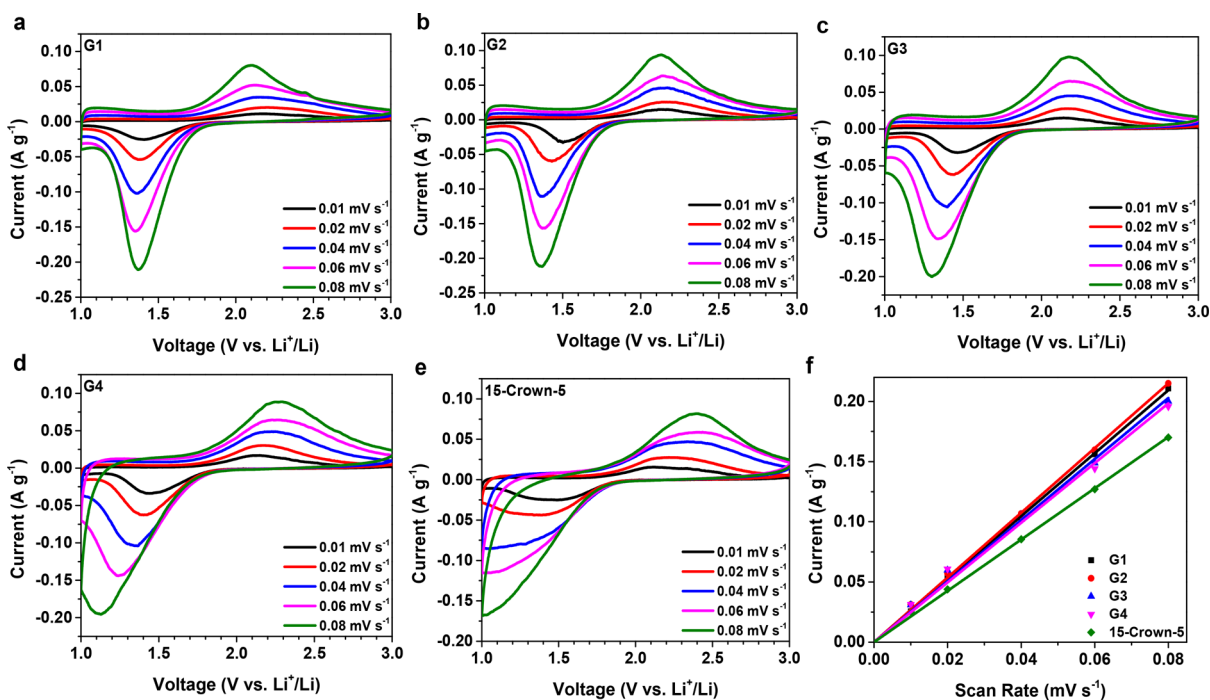 a
G1
0.10
0.05
0.00
-0.05
-0.10
-0.15
-0.20
-0.25
Current (A g⁻¹)
0.01 mV s⁻¹
0.02 mV s⁻¹
0.04 mV s⁻¹
0.06 mV s⁻¹
0.08 mV s⁻¹
1.0 1.5 2.0 2.5 3.0
Voltage (V vs. Li⁺/Li)
b
G2
0.10
0.05
0.00
-0.05
-0.10
-0.15
-0.20
-0.25
Current (A g⁻¹)
0.01 mV s⁻¹
0.02 mV s⁻¹
0.04 mV s⁻¹
0.06 mV s⁻¹
0.08 mV s⁻¹
1.0 1.5 2.0 2.5 3.0
Voltage (V vs. Li⁺/Li)
c
G3
0.10
0.05
0.00
-0.05
-0.10
-0.15
-0.20
Current (A g⁻¹)
0.01 mV s⁻¹
0.02 mV s⁻¹
0.04 mV s⁻¹
0.06 mV s⁻¹
0.08 mV s⁻¹
1.0 1.5 2.0 2.5 3.0
Voltage (V vs. Li⁺/Li)
d
G4
0.10
0.05
0.00
-0.05
-0.10
-0.15
-0.20
Current (A g⁻¹)
0.01 mV s⁻¹
0.02 mV s⁻¹
0.04 mV s⁻¹
0.06 mV s⁻¹
0.08 mV s⁻¹
1.0 1.5 2.0 2.5 3.0
Voltage (V vs. Li⁺/Li)
e
15-Crown-5
0.10
0.05
0.00
-0.05
-0.10
-0.15
-0.20
Current (A g⁻¹)
0.01 mV s⁻¹
0.02 mV s⁻¹
0.04 mV s⁻¹
0.06 mV s⁻¹
0.08 mV s⁻¹
1.0 1.5 2.0 2.5 3.0
Voltage (V vs. Li⁺/Li)
f
0.20
0.15
0.10
0.05
0.00
Current (A g⁻¹)
G1
G2
G3
G4
15-Crown-5
0.00 0.02 0.04 0.06 0.08
Scan Rate (mV s⁻¹)